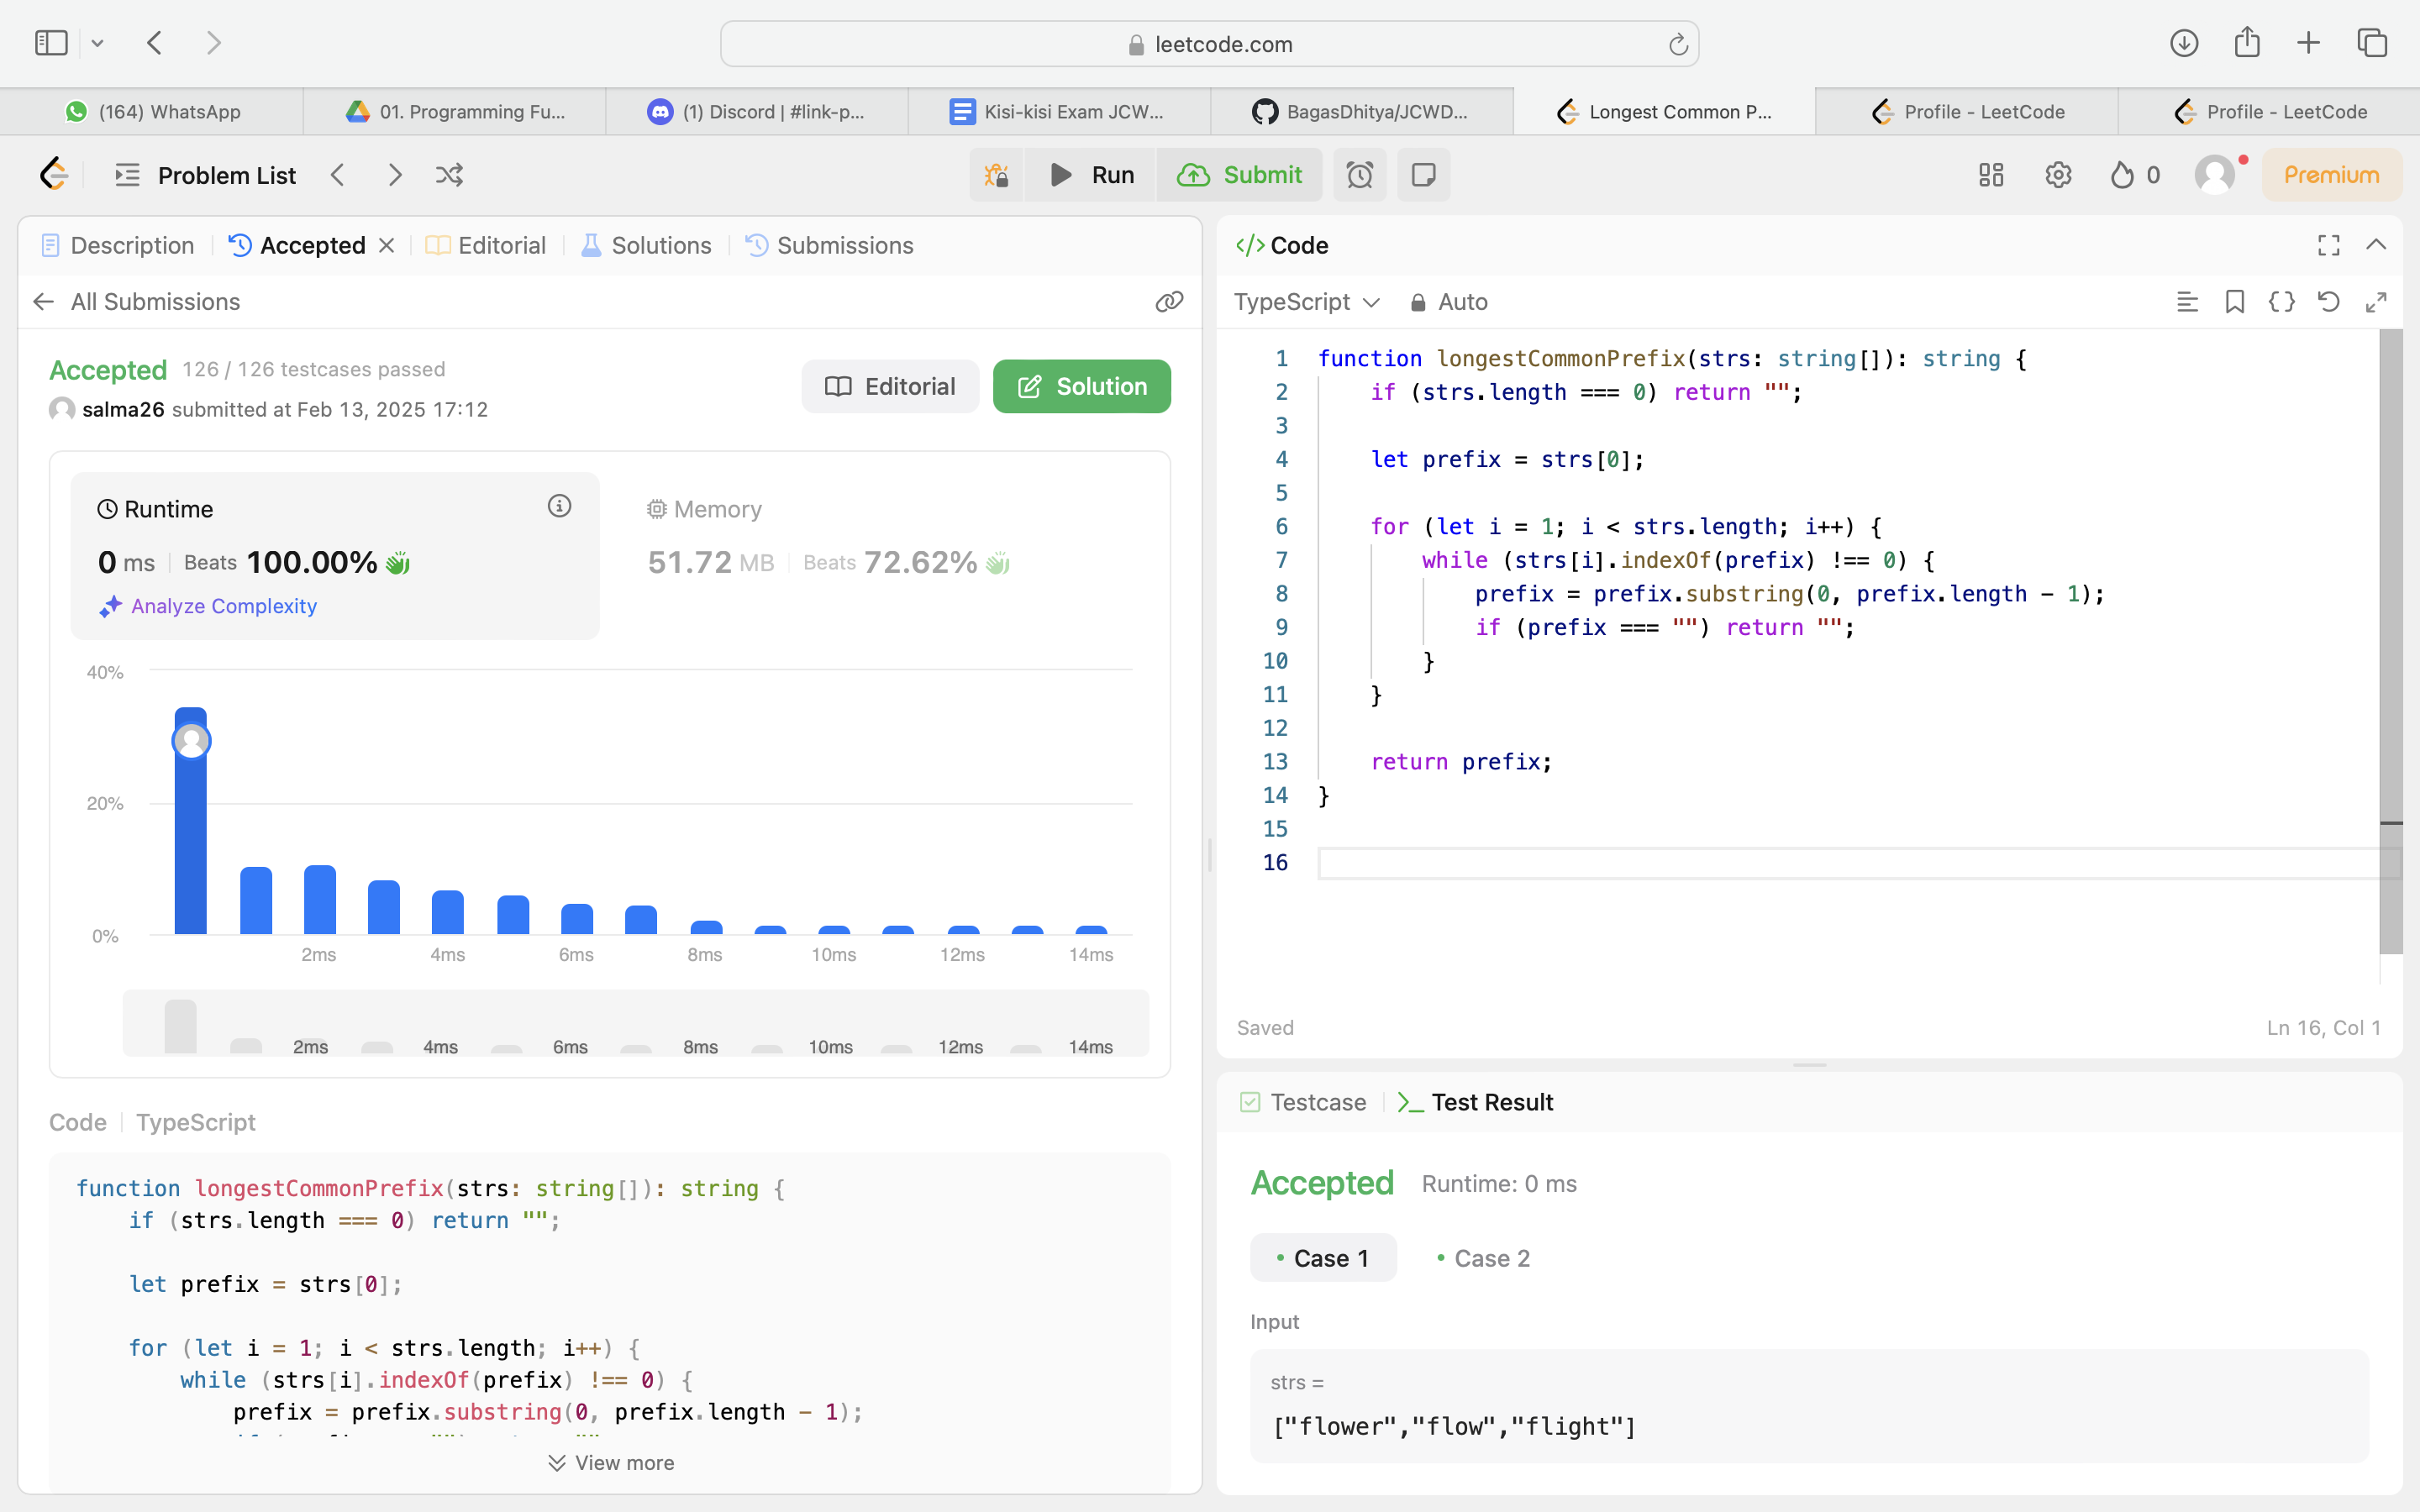 leetcode.com
(164) WhatsApp
01. Programming Fu...
(1) Discord | #link-p...
Kisi-kisi Exam JCW...
BagasDhitya/JCWD...
Longest Common P...
Profile - LeetCode
Profile - LeetCode
Problem List
Run
Submit
0
Premium
Description
Accepted
Editorial
Solutions
Submissions
All Submissions
Accepted 126 / 126 testcases passed
salma26 submitted at Feb 13, 2025 17:12
Editorial
Solution
Runtime
0 ms Beats 100.00%
Analyze Complexity
Memory
51.72 MB Beats 72.62%
40%
20%
0%
2ms 4ms 6ms 8ms 10ms 12ms 14ms
2ms 4ms 6ms 8ms 10ms 12ms 14ms
Code TypeScript
function longestCommonPrefix(strs: string[]): string {
if (strs.length === 0) return "";
let prefix = strs[0];
for (let i = 1; i < strs.length; i++) {
while (strs[i].indexOf(prefix) !== 0) {
prefix = prefix.substring(0, prefix.length - 1);
View more
</> Code
TypeScript Auto
1 function longestCommonPrefix(strs: string[]): string {
2 if (strs.length === 0) return "";
3
4 let prefix = strs[0];
5
6 for (let i = 1; i < strs.length; i++) {
7 while (strs[i].indexOf(prefix) !== 0) {
8 prefix = prefix.substring(0, prefix.length - 1);
9 if (prefix === "") return "";
10 }
11 }
12
13 return prefix;
14 }
15
16
Saved
Ln 16, Col 1
Testcase
Test Result
Accepted Runtime: 0 ms
• Case 1
• Case 2
Input
strs =
["flower","flow","flight"]